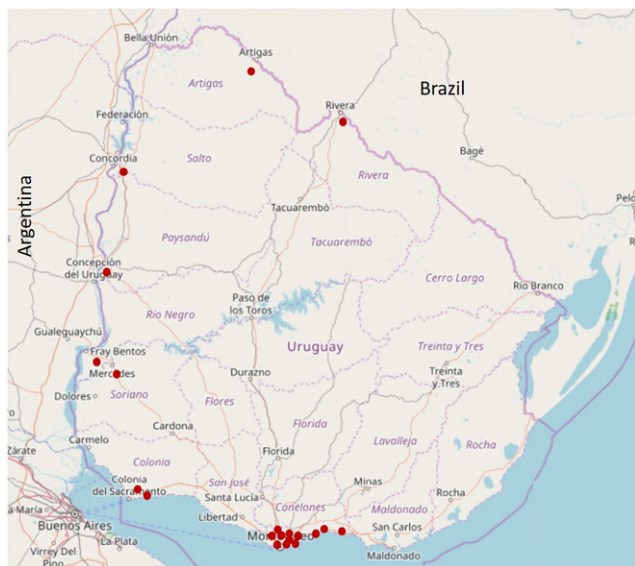 Bella Unión
Artigas
Artigas
Brazil
Rivera
Federación
Bagé
Concordia
Salto
Rivera
Argentina
Tacuarembó
Pelo
Paysandú
Tacuarembó
Concepción
del Uruguay
Cerro Largo
Río Branco
Río Negro
Paso de
los Toros
Gualeguaychú
Uruguay
Fray Bentos
Treinta y Tres
Mercedes
Durazno
Treinta
y Tres
Soriano
Flores
Dolores
Cardona
Florida
Carmelo
Lavalleja
Rocha
Zárate
Florida
Colonia
San José
Minas
Colonia
del Sacramento
Santa Lucía
Canelones
Maldonado
Rocha
a María
Libertad
San Carlos
Buenos Aires
La Plata
Maldonado
Virrey del
Pino